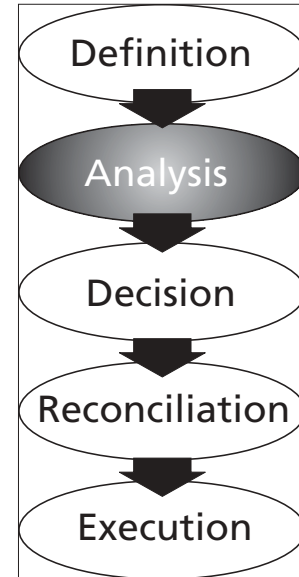 Definition
Analysis
Decision
Reconciliation
Execution